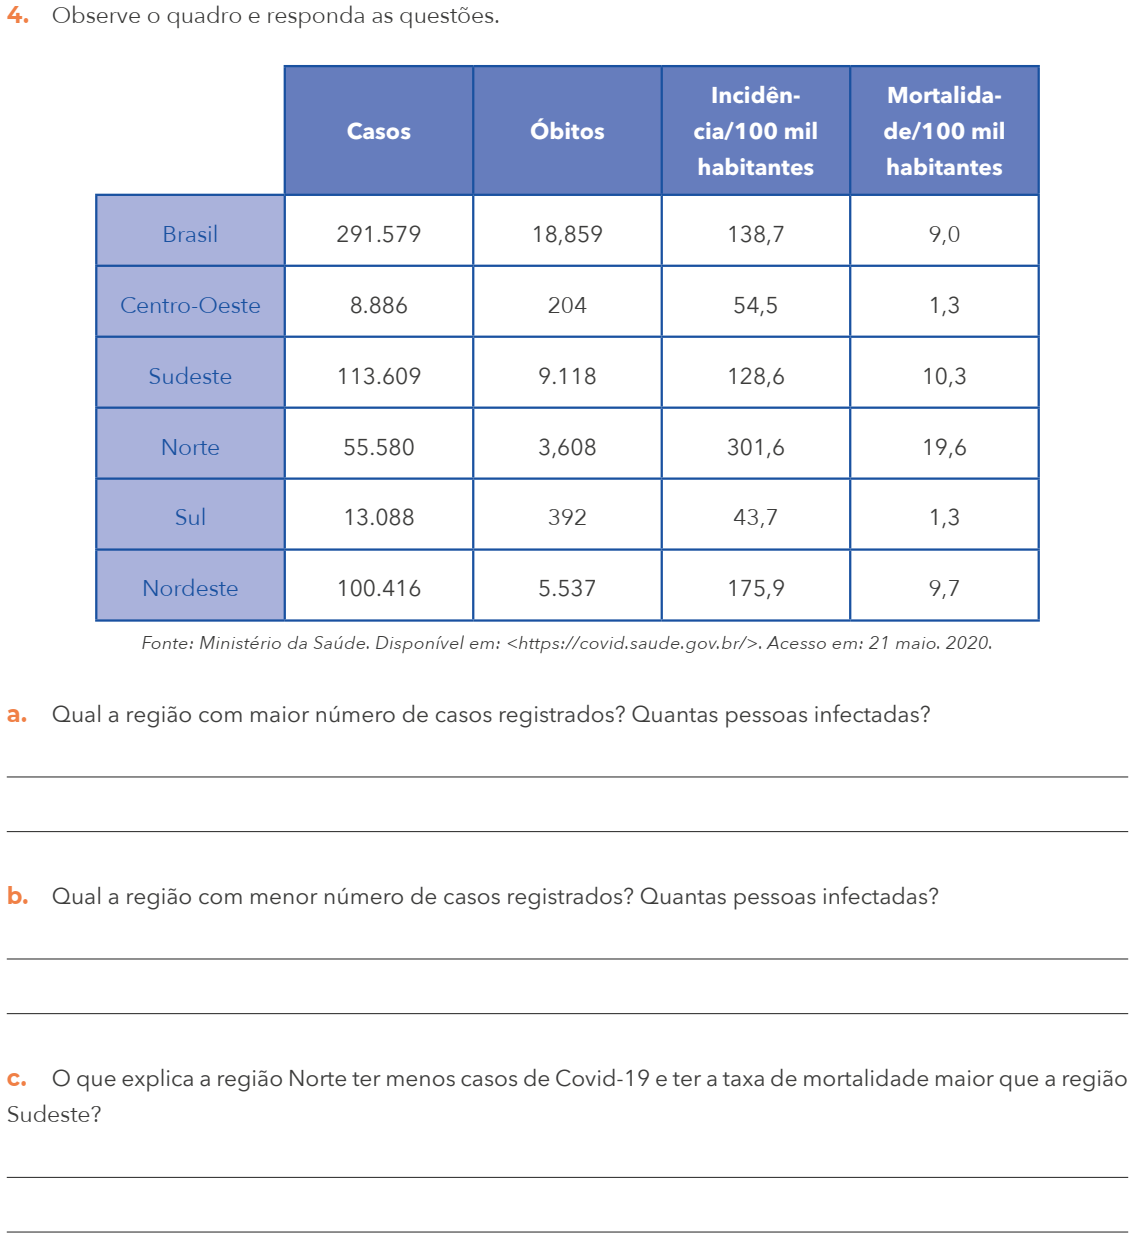 4. Observe o quadro e responda as questões.
Casos Óbitos Incidên-cia/100 mil habitantes Mortalida-de/100 mil habitantes
Brasil 291.579 18,859 138,7 9,0
Centro-Oeste 8.886 204 54,5 1,3
Sudeste 113.609 9.118 128,6 10,3
Norte 55.580 3,608 301,6 19,6
Sul 13.088 392 43,7 1,3
Nordeste 100.416 5.537 175,9 9,7
Fonte: Ministério da Saúde. Disponível em: <https://covid.saude.gov.br/>. Acesso em: 21 maio. 2020.
a. Qual a região com maior número de casos registrados? Quantas pessoas infectadas?
b. Qual a região com menor número de casos registrados? Quantas pessoas infectadas?
c. O que explica a região Norte ter menos casos de Covid-19 e ter a taxa de mortalidade maior que a região
Sudeste?